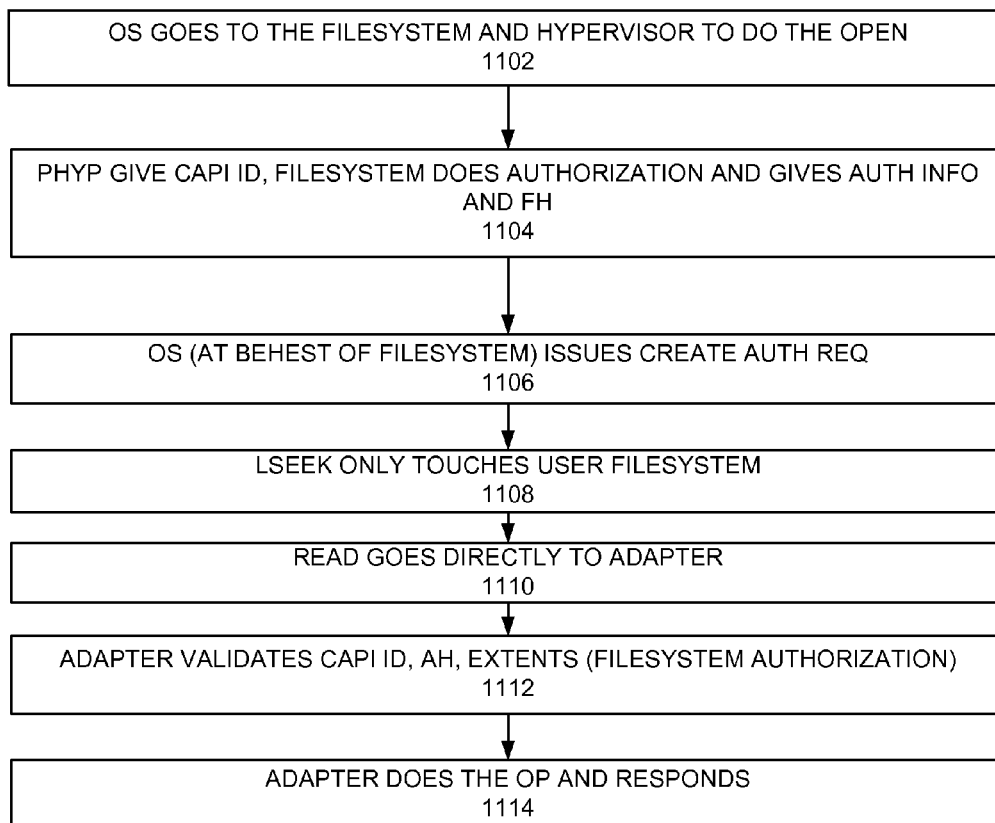 OS GOES TO THE FILESYSTEM AND HYPERVISOR TO DO THE OPEN
1102
PHYP GIVE CAPI ID, FILESYSTEM DOES AUTHORIZATION AND GIVES AUTH INFO
AND FH
1104
OS (AT BEHEST OF FILESYSTEM) ISSUES CREATE AUTH REQ
1106
LSEEK ONLY TOUCHES USER FILESYSTEM
1108
READ GOES DIRECTLY TO ADAPTER
1110
ADAPTER VALIDATES CAPI ID, AH, EXTENTS (FILESYSTEM AUTHORIZATION)
1112
ADAPTER DOES THE OP AND RESPONDS
1114